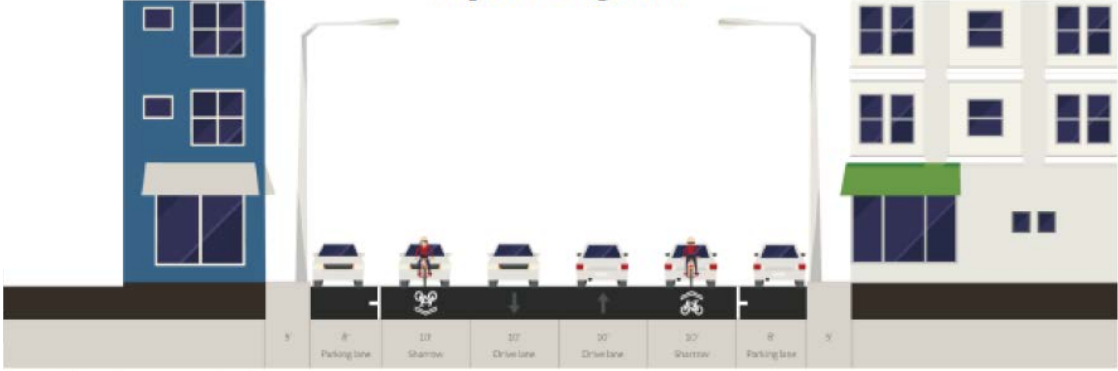 5' 8' 10' 10' 10' 10' 8' 5'
Parking lane Sharrow Drive lane Drive lane Sharrow Parking lane